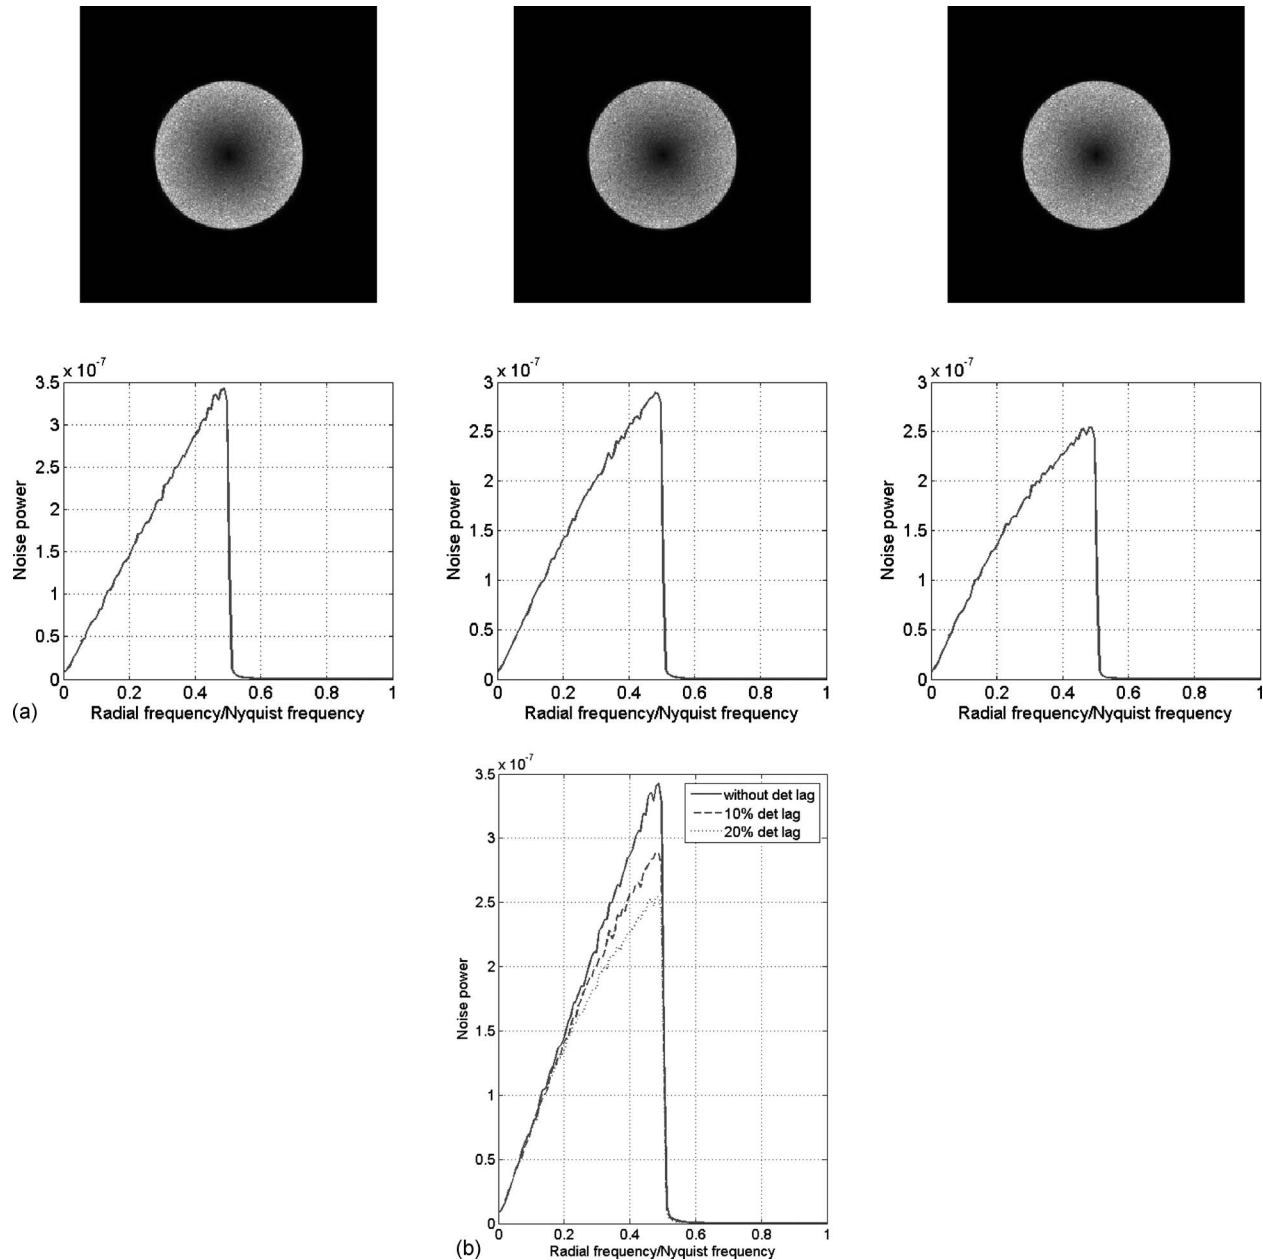 x 10-7
3.5
3
2.5
2
1.5
1
0.5
0
Noise power
0 0.2 0.4 0.6 0.8 1
Radial frequency/Nyquist frequency
x 10-7
3
2.5
2
1.5
1
0.5
0
Noise power
0 0.2 0.4 0.6 0.8 1
Radial frequency/Nyquist frequency
x 10-7
3
2.5
2
1.5
1
0.5
0
Noise power
0 0.2 0.4 0.6 0.8 1
Radial frequency/Nyquist frequency
(a)
x 10-7
3.5
3
2.5
2
1.5
1
0.5
0
Noise power
without det lag
10% det lag
20% det lag
0 0.2 0.4 0.6 0.8 1
Radial frequency/Nyquist frequency
(b)